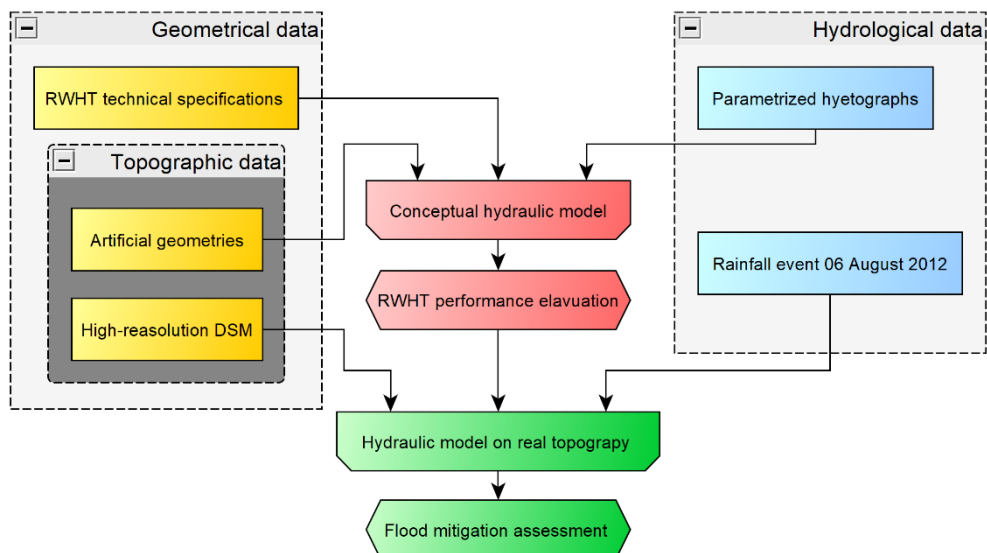 Geometrical data
Hydrological data
RWHT technical specifications
Parametrized hyetographs
Topographic data
Conceptual hydraulic model
Artificial geometries
Rainfall event 06 August 2012
RWHT performance elavuation
High-reasolution DSM
Hydraulic model on real topograpy
Flood mitigation assessment